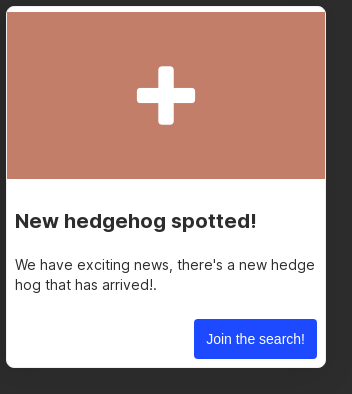 New hedgehog spotted!
We have exciting news, there's a new hedge
hog that has arrived!.
Join the search!